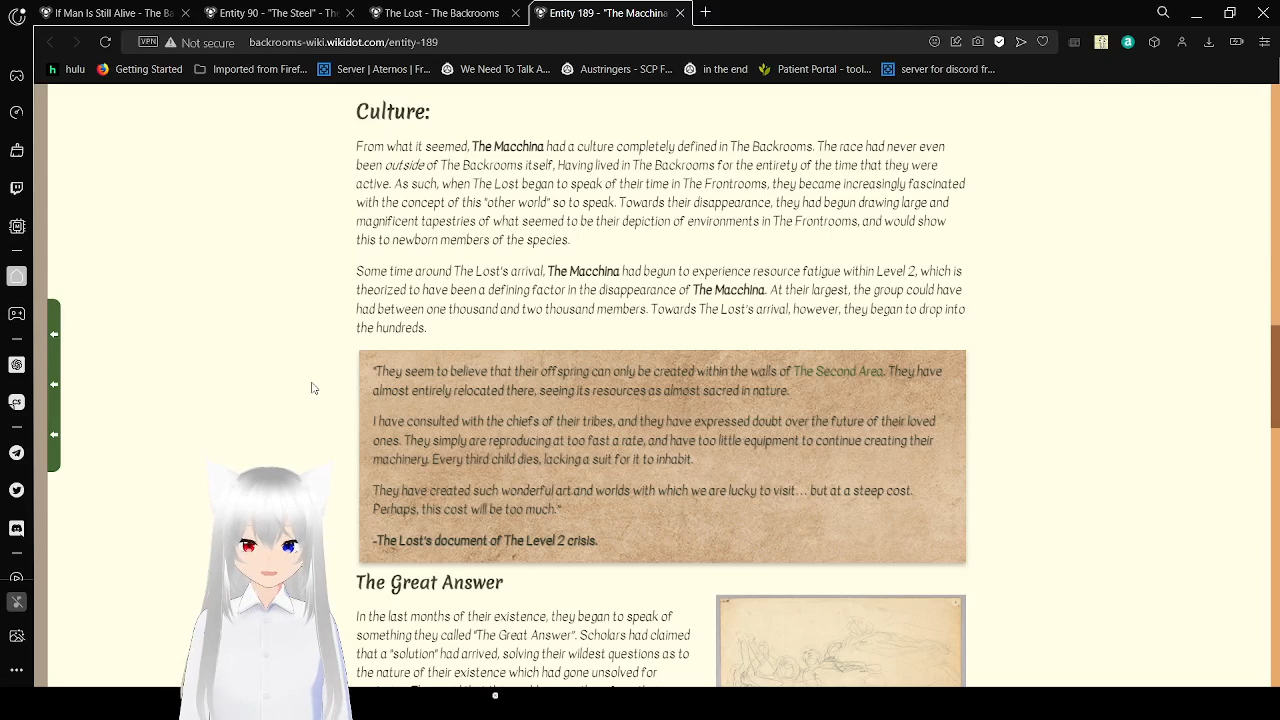 If Man Is Still Alive - The Ba
Entity 90 - "The Steel" - The
The Lost - The Backrooms
Entity 189 - "The Macchina
VPN
Not secure
backrooms-wiki.wikidot.com/entity-189
hulu
Getting Started
Imported from Firef...
Server | Aternos | Fr...
We Need To Talk A...
Austringers - SCP F...
in the end
Patient Portal - tool...
server for discord fr...
Culture:
From what it seemed, The Macchina had a culture completely defined in The Backrooms. The race had never even
been outside of The Backrooms itself, Having lived in The Backrooms for the entirety of the time that they were
active. As such, when The Lost began to speak of their time in The Frontrooms, they became increasingly fascinated
with the concept of this "other world" so to speak. Towards their disappearance, they had begun drawing large and
magnificent tapestries of what seemed to be their depiction of environments in The Frontrooms, and would show
this to newborn members of the species.
Some time around The Lost's arrival, The Macchina had begun to experience resource fatigue within Level 2, which is
theorized to have been a defining factor in the disappearance of The Macchina. At their largest, the group could have
had between one thousand and two thousand members. Towards The Lost's arrival, however, they began to drop into
the hundreds.
"They seem to believe that their offspring can only be created within the walls of The Second Area. They have
almost entirely relocated there, seeing its resources as almost sacred in nature.
I have consulted with the chiefs of their tribes, and they have expressed doubt over the future of their loved
ones. They simply are reproducing at too fast a rate, and have too little equipment to continue creating their
machinery. Every third child dies, lacking a suit for it to inhabit.
They have created such wonderful art and worlds with which we are lucky to visit... but at a steep cost.
Perhaps, this cost will be too much."
-The Lost's document of The Level 2 crisis.
The Great Answer
In the last months of their existence, they began to speak of
something they called "The Great Answer". Scholars had claimed
that a "solution" had arrived, solving their wildest questions as to
the nature of their existence which had gone unsolved for